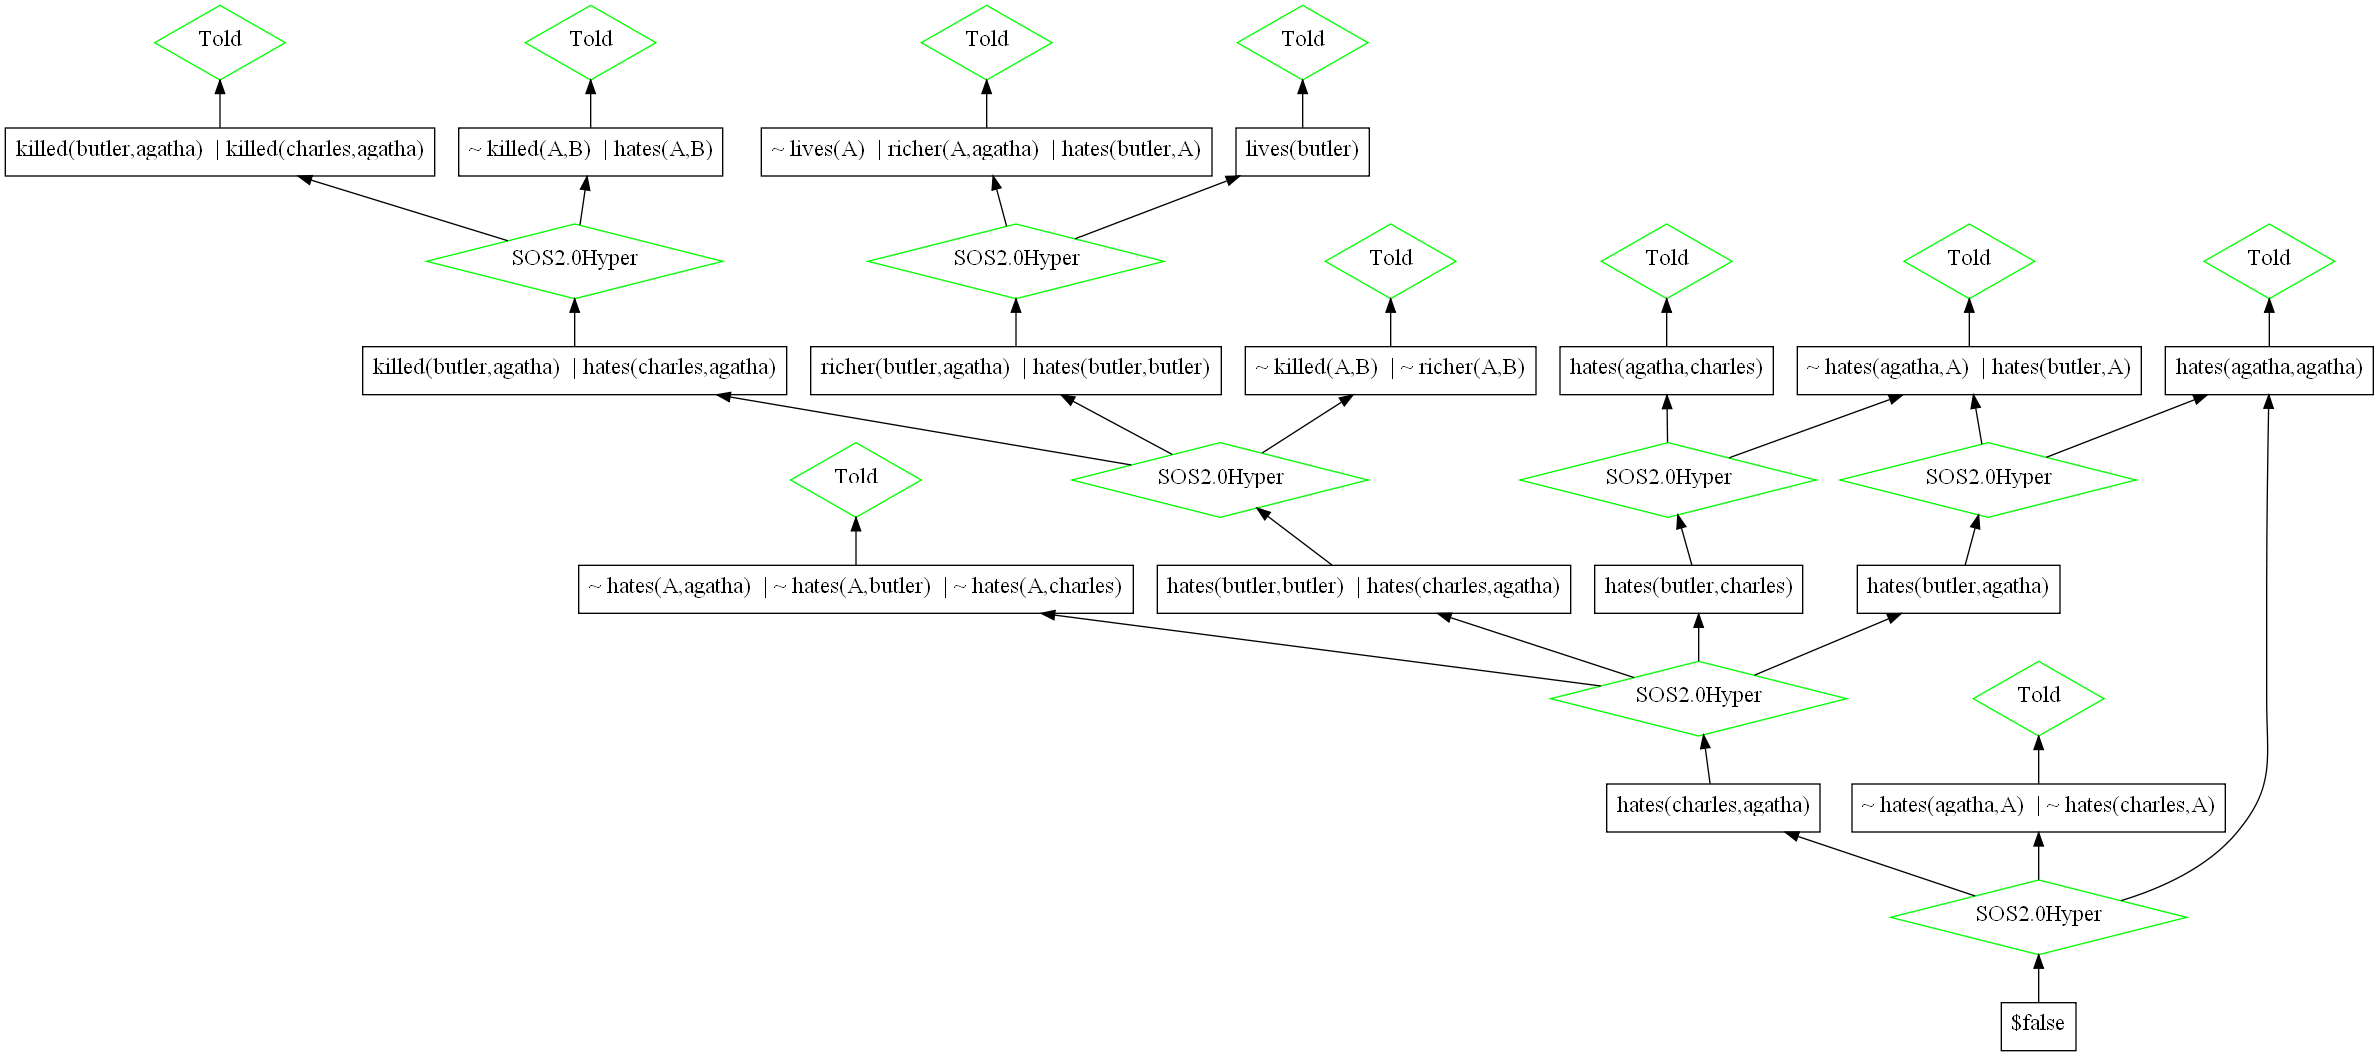 Told
Told
Told
Told
killed(butler,agatha) | killed(charles,agatha)
~ killed(A,B) | hates(A,B)
~ lives(A) | richer(A,agatha) | hates(butler,A)
lives(butler)
SOS2.0Hyper
SOS2.0Hyper
Told
Told
Told
Told
killed(butler,agatha) | hates(charles,agatha)
richer(butler,agatha) | hates(butler,butler)
~ killed(A,B) | ~ richer(A,B)
hates(agatha,charles)
~ hates(agatha,A) | hates(butler,A)
hates(agatha,agatha)
Told
SOS2.0Hyper
SOS2.0Hyper
SOS2.0Hyper
~ hates(A,agatha) | ~ hates(A,butler) | ~ hates(A,charles)
hates(butler,butler) | hates(charles,agatha)
hates(butler,charles)
hates(butler,agatha)
SOS2.0Hyper
Told
hates(charles,agatha)
~ hates(agatha,A) | ~ hates(charles,A)
SOS2.0Hyper
$false